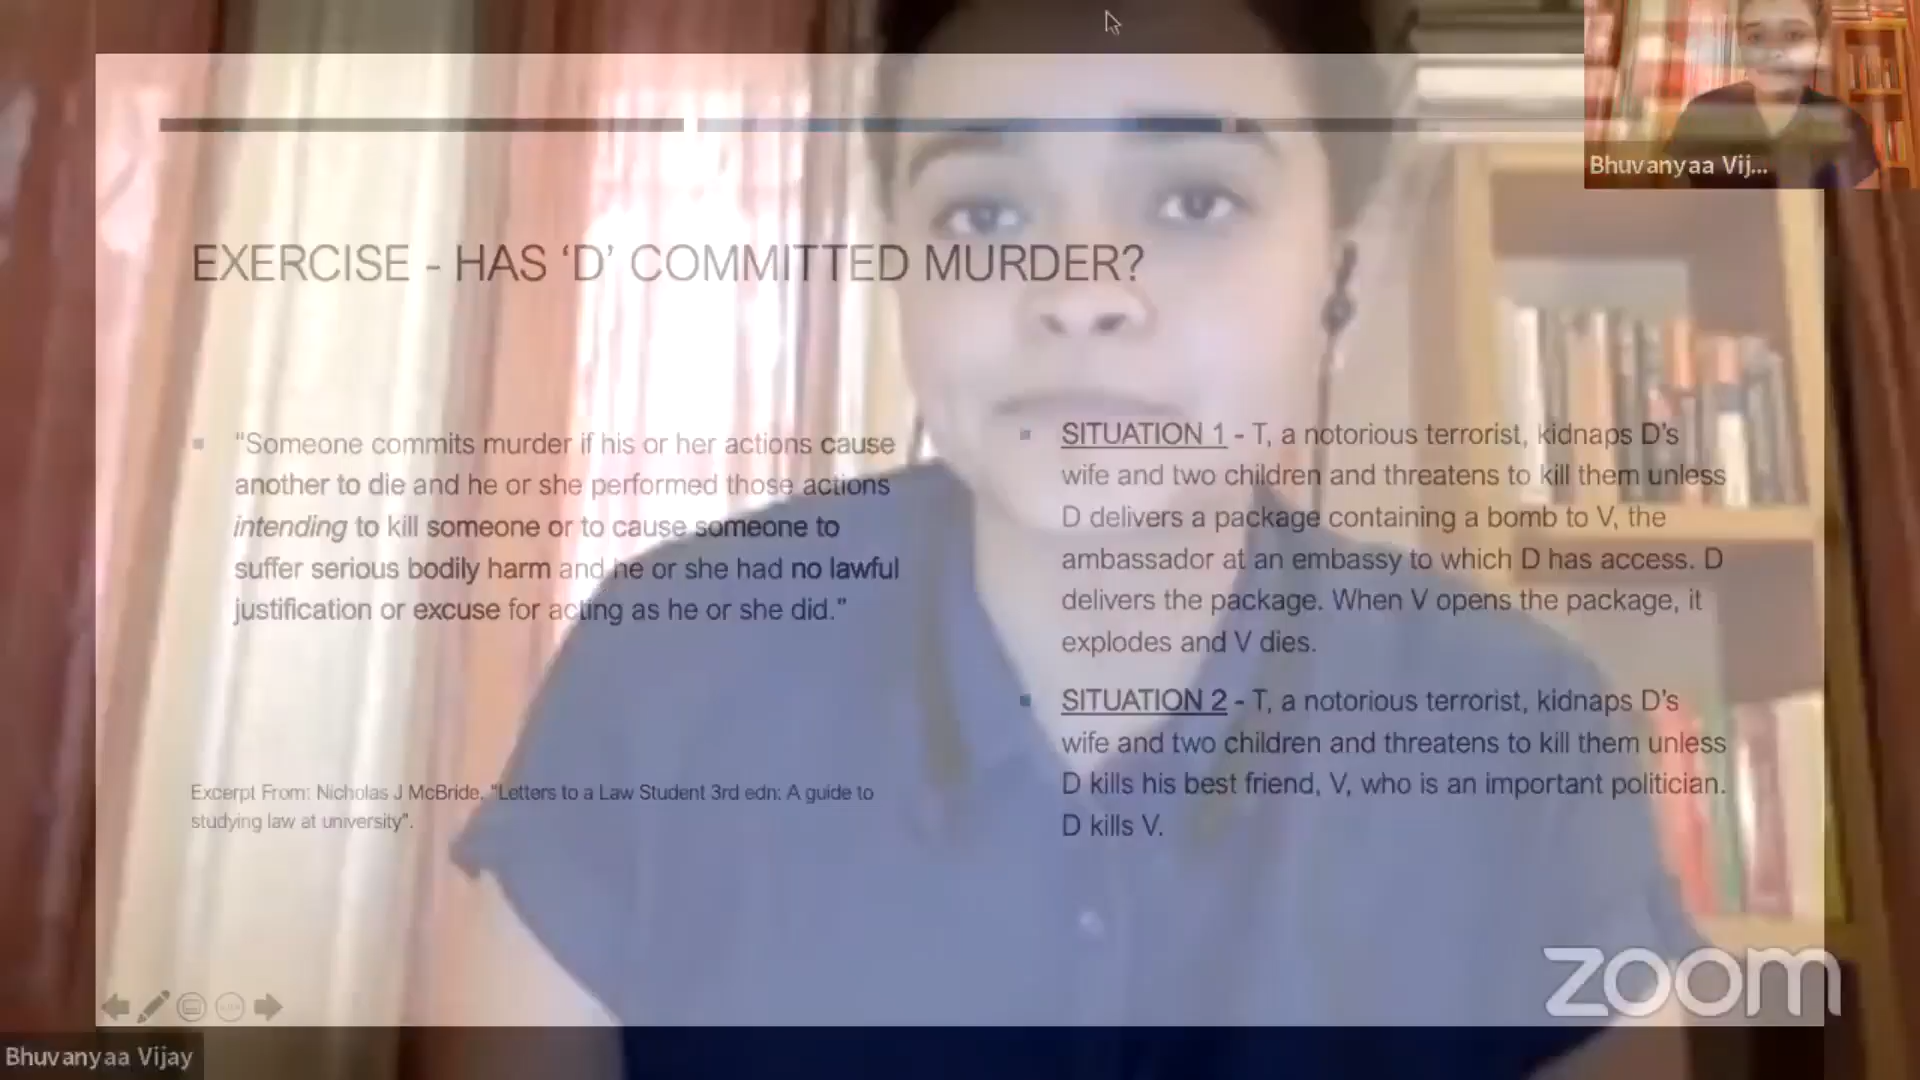 Bhuvanyaa Vij...
EXERCISE - HAS ‘D’ COMMITTED MURDER?
"Someone commits murder if his or her actions cause
another to die and he or she performed those actions
intending to kill someone or to cause someone to
suffer serious bodily harm and he or she had no lawful
justification or excuse for acting as he or she did.”
Excerpt From: Nicholas J McBride. “Letters to a Law Student 3rd edn: A guide to
studying law at university”.
SITUATION 1 - T, a notorious terrorist, kidnaps D’s
wife and two children and threatens to kill them unless
D delivers a package containing a bomb to V, the
ambassador at an embassy to which D has access. D
delivers the package. When V opens the package, it
explodes and V dies.
SITUATION 2 - T, a notorious terrorist, kidnaps D’s
wife and two children and threatens to kill them unless
D kills his best friend, V, who is an important politician.
D kills V.
zoom
Bhuvanyaa Vijay